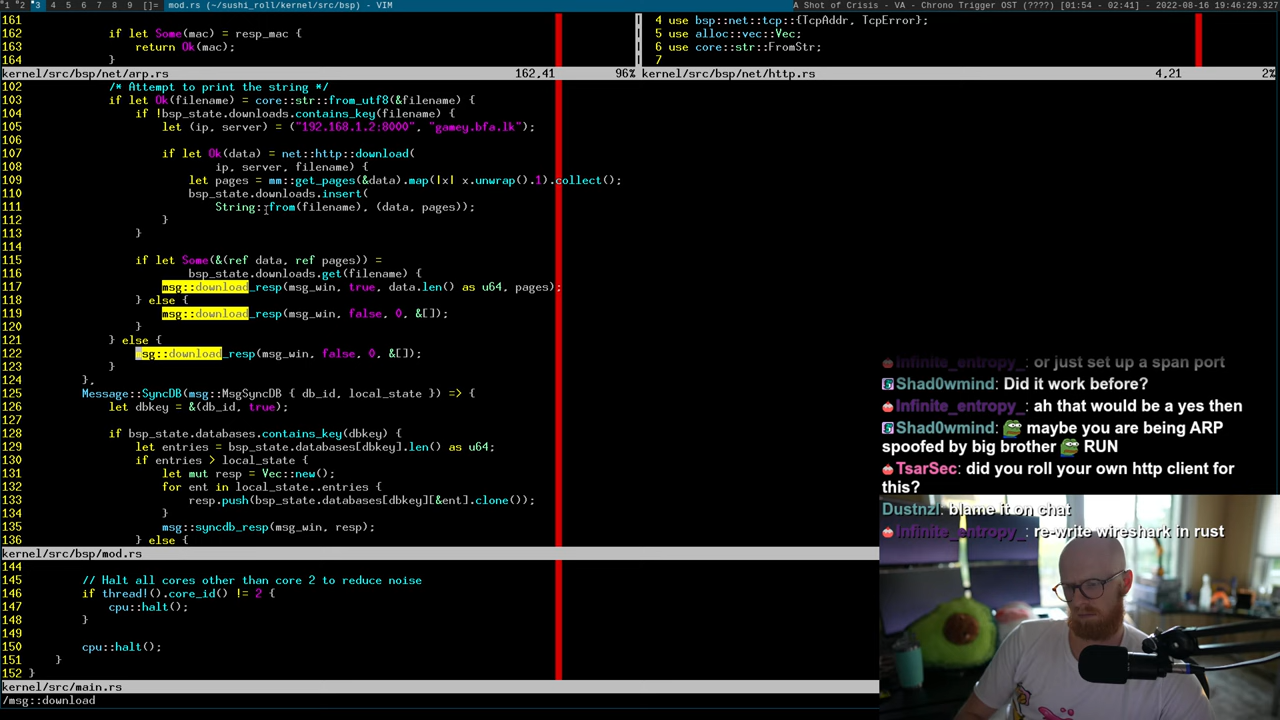 1 2 3 4 5 6 7 8 9 []= mod.rs (~/sushi_roll/kernel/src/bsp) - VIM
A Shot of Crisis - VA - Chrono Trigger OST (????) [01:54 - 02:41] - 2022-08-16 19:46:29.327
161
162 if let Some(mac) = resp_mac {
163 return Ok(mac);
164 }
kernel/src/bsp/net/arp.rs 162,41 96%
4 use bsp::net::tcp::{TcpAddr, TcpError};
5 use alloc::vec::Vec;
6 use core::str::FromStr;
7
kernel/src/bsp/net/http.rs 4,21 2%
102 /* Attempt to print the string */
103 if let Ok(filename) = core::str::from_utf8(&filename) {
104 if !bsp_state.downloads.contains_key(filename) {
105 let (ip, server) = ("192.168.1.2:8000", "gamey.bfa.lk");
106
107 if let Ok(data) = net::http::download(
108 ip, server, filename) {
109 let pages = mm::get_pages(&data).map(|x| x.unwrap().1).collect();
110 bsp_state.downloads.insert(
111 String::from(filename), (data, pages));
112 }
113 }
114
115 if let Some(&(ref data, ref pages)) =
116 bsp_state.downloads.get(filename) {
117 msg::download_resp(msg_win, true, data.len() as u64, pages);
118 } else {
119 msg::download_resp(msg_win, false, 0, &[]);
120 }
121 } else {
122 msg::download_resp(msg_win, false, 0, &[]);
123 }
124 },
125 Message::SyncDB(msg::MsgSyncDB { db_id, local_state }) => {
126 let dbkey = &(db_id, true);
127
128 if bsp_state.databases.contains_key(dbkey) {
129 let entries = bsp_state.databases[dbkey].len() as u64;
130 if entries > local_state {
131 let mut resp = Vec::new();
132 for ent in local_state..entries {
133 resp.push(bsp_state.databases[dbkey][&ent].clone());
134 }
135 msg::syncdb_resp(msg_win, resp);
136 } else {
kernel/src/bsp/mod.rs
144
145 // Halt all cores other than core 2 to reduce noise
146 if thread!().core_id() != 2 {
147 cpu::halt();
148 }
149
150 cpu::halt();
151 }
152 }
kernel/src/main.rs
/msg::download
Infinite_entropy_: or just set up a span port
Shad0wmind: Did it work before?
Infinite_entropy_: ah that would be a yes then
Shad0wmind: maybe you are being ARP
spoofed by big brother RUN
TsarSec: did you roll your own http client for
this?
Dustnzl: blame it on chat
Infinite_entropy_: re-write wireshark in rust